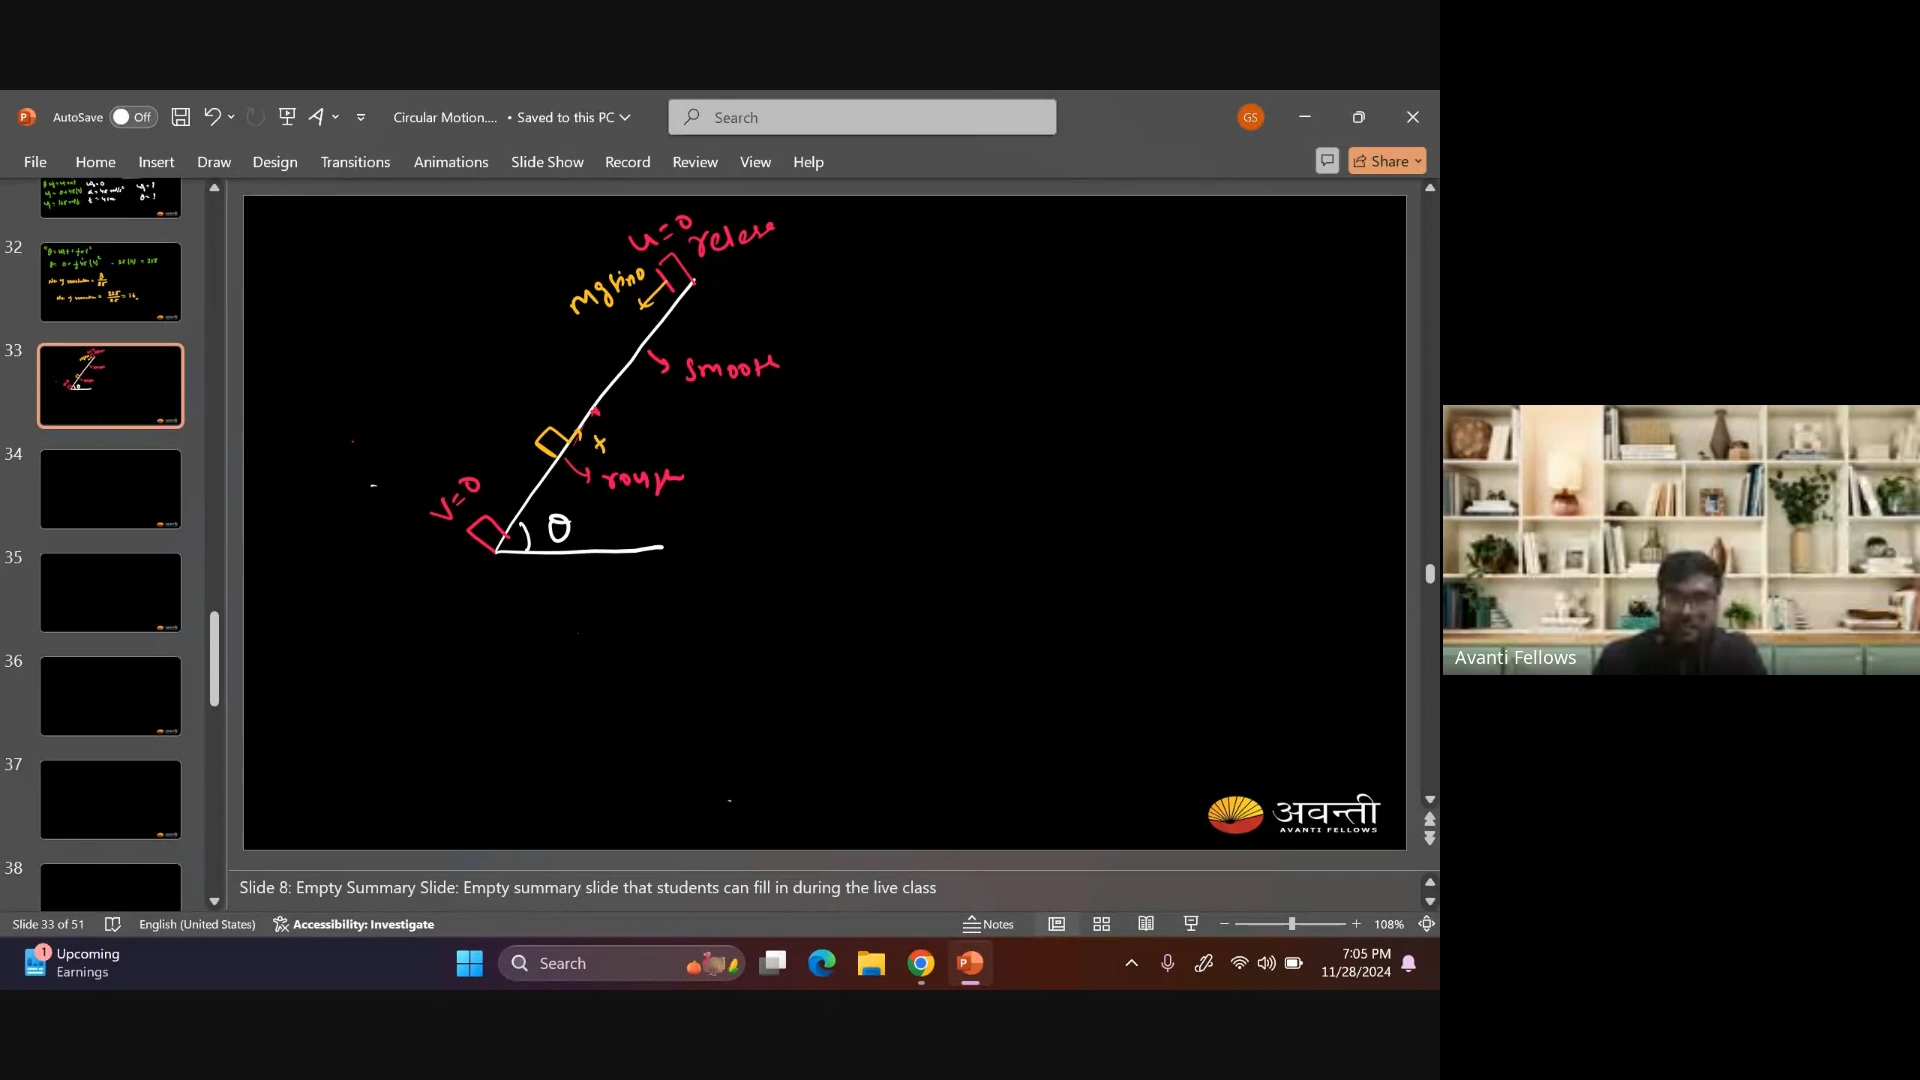 AutoSave Off Circular Motion.... • Saved to this PC Search GS
File Home Insert Draw Design Transitions Animations Slide Show Record Review View Help Share
32
33
34
35
36
37
38
u=0 release
mgsinθ
smooth
x
rough
v=0
θ
अवन्ती
AVANTI FELLOWS
Avanti Fellows
Slide 8: Empty Summary Slide: Empty summary slide that students can fill in during the live class
Slide 33 of 51 English (United States) Accessibility: Investigate Notes 108%
1 Upcoming
Earnings
Search
7:05 PM
11/28/2024